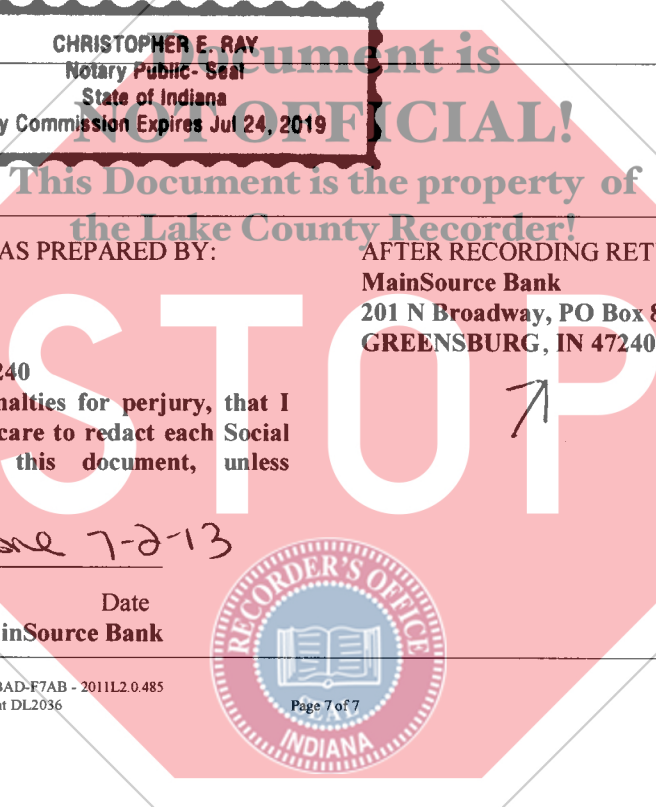 CHRISTOPHER E. RAY
Notary Public- Seal
State of Indiana
y Commission Expires Jul 24, 2019
Document is
NOT OFFICIAL!
This Document is the property of
the Lake County Recorder!
AS PREPARED BY:
AFTER RECORDING RET
MainSource Bank
201 N Broadway, PO Box 8
GREENSBURG, IN 47240
STOP
240
nalties for perjury, that I
care to redact each Social
this document, unless
one 7-2-13
Date
inSource Bank
RECORDER'S OFFICE
SEAL
INDIANA
BAD-F7AB - 2011L2.0.485
nt DL2036
Page 7 of 7